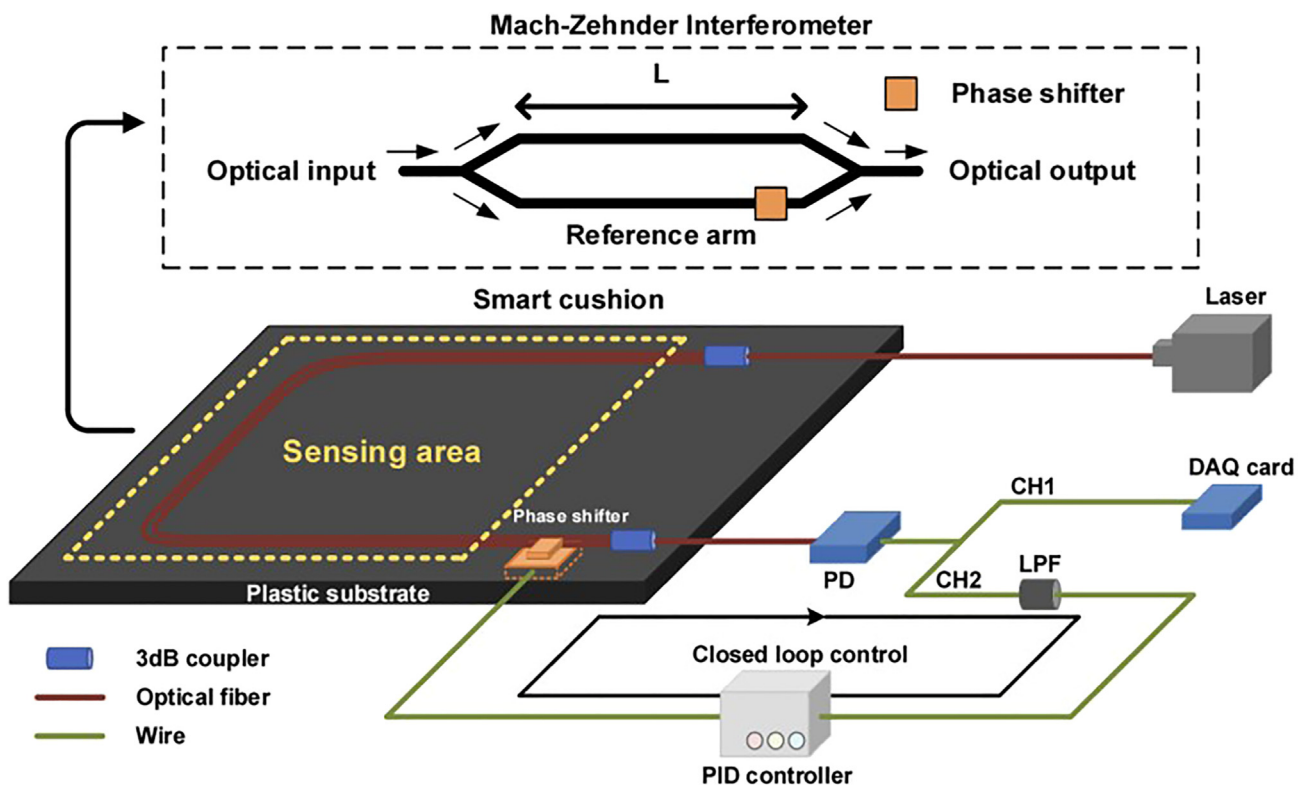 Mach-Zehnder Interferometer
L
Phase shifter
Optical input
Optical output
Reference arm
Smart cushion
Laser
Sensing area
DAQ card
CH1
Phase shifter
PD
CH2
LPF
Plastic substrate
3dB coupler
Closed loop control
Optical fiber
Wire
PID controller